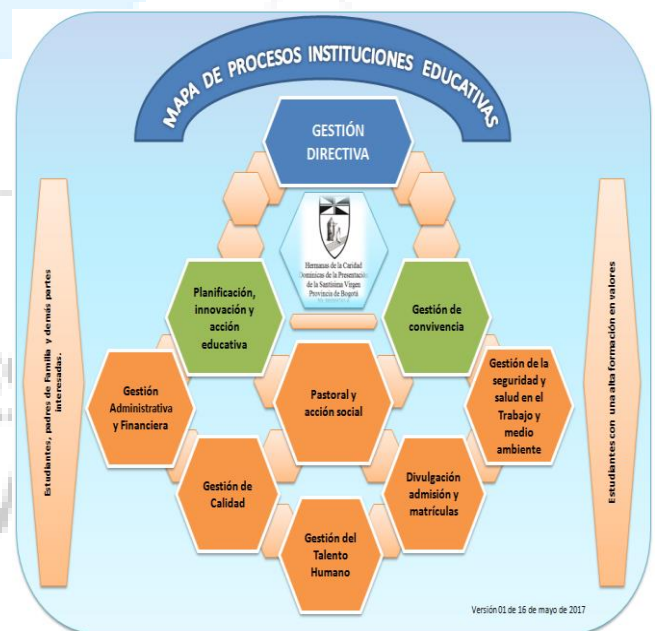 MAPA DE PROCESOS INSTITUCIONES EDUCATIVAS
GESTIÓN
DIRECTIVA
Hermanas de la Caridad
Dominicas de la Presentación
de la Santísima Virgen
Provincia de Bogotá
Planificación,
innovación y
acción
educativa
Gestión de
convivencia
Estudiantes, padres de Familia y demás partes
interesadas.
Gestión
Administrativa
y Financiera
Pastoral y
acción social
Gestión de la
seguridad y
salud en el
Trabajo y
medio
ambiente
Estudiantes con una alta formación en valores
Gestión de
Calidad
Divulgación
admisión y
matrículas
Gestión del
Talento
Humano
Versión 01 de 16 de mayo de 2017